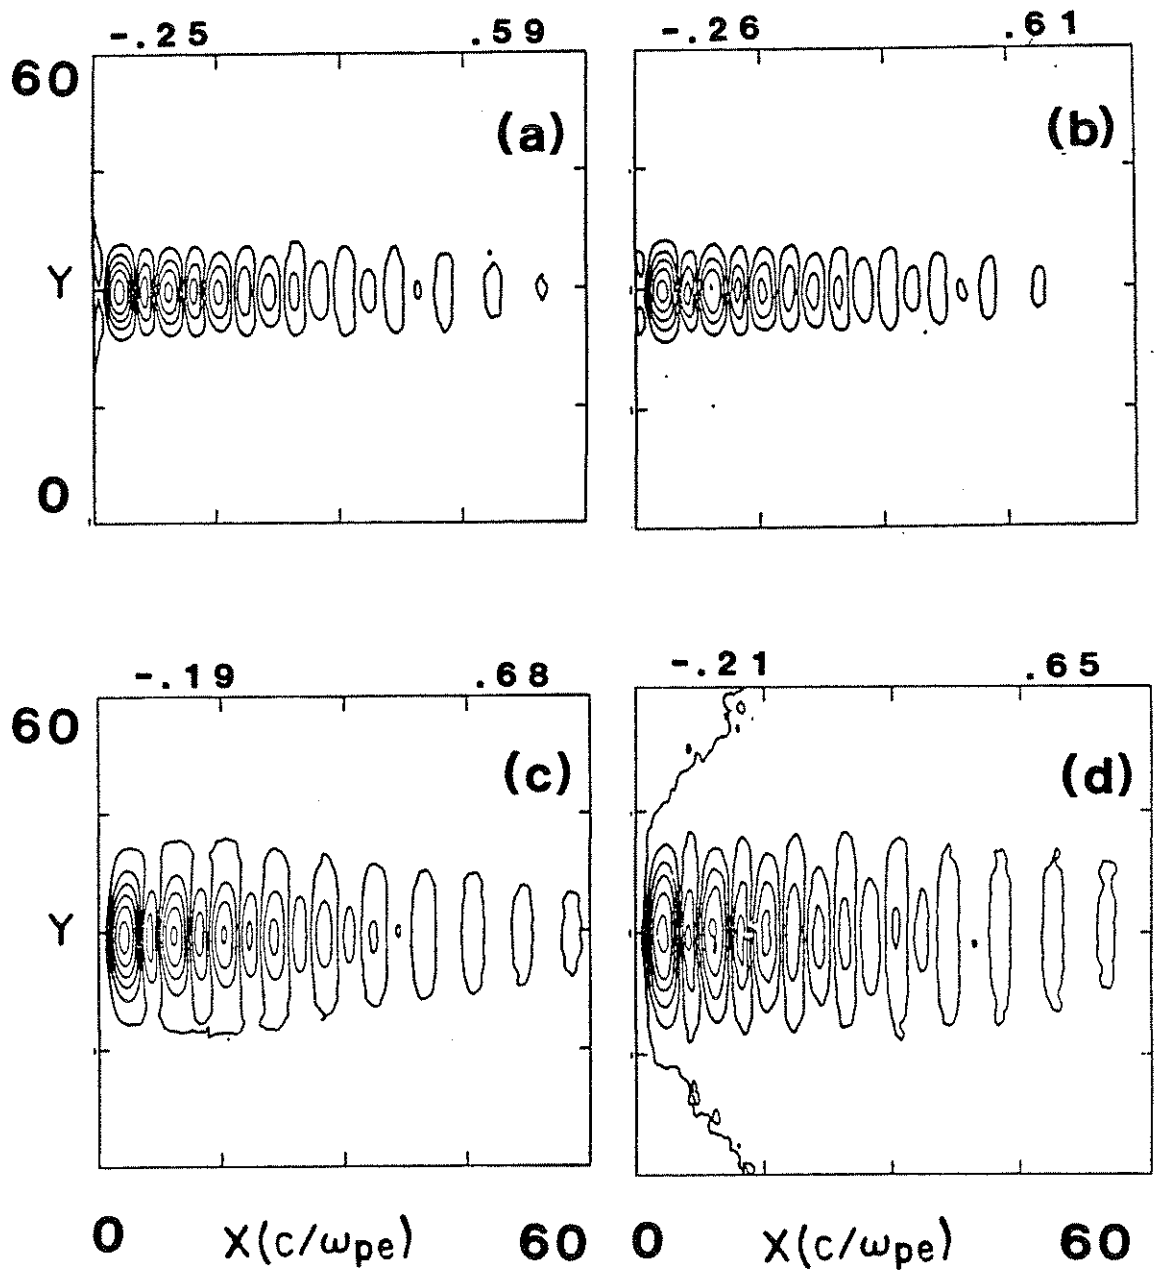 -.25 .59
60
(a)
Y
0
-.26 .61
(b)
-.19 .68
60
(c)
Y
0 X(c/ωpe) 60
-.21 .65
(d)
0 X(c/ωpe) 60